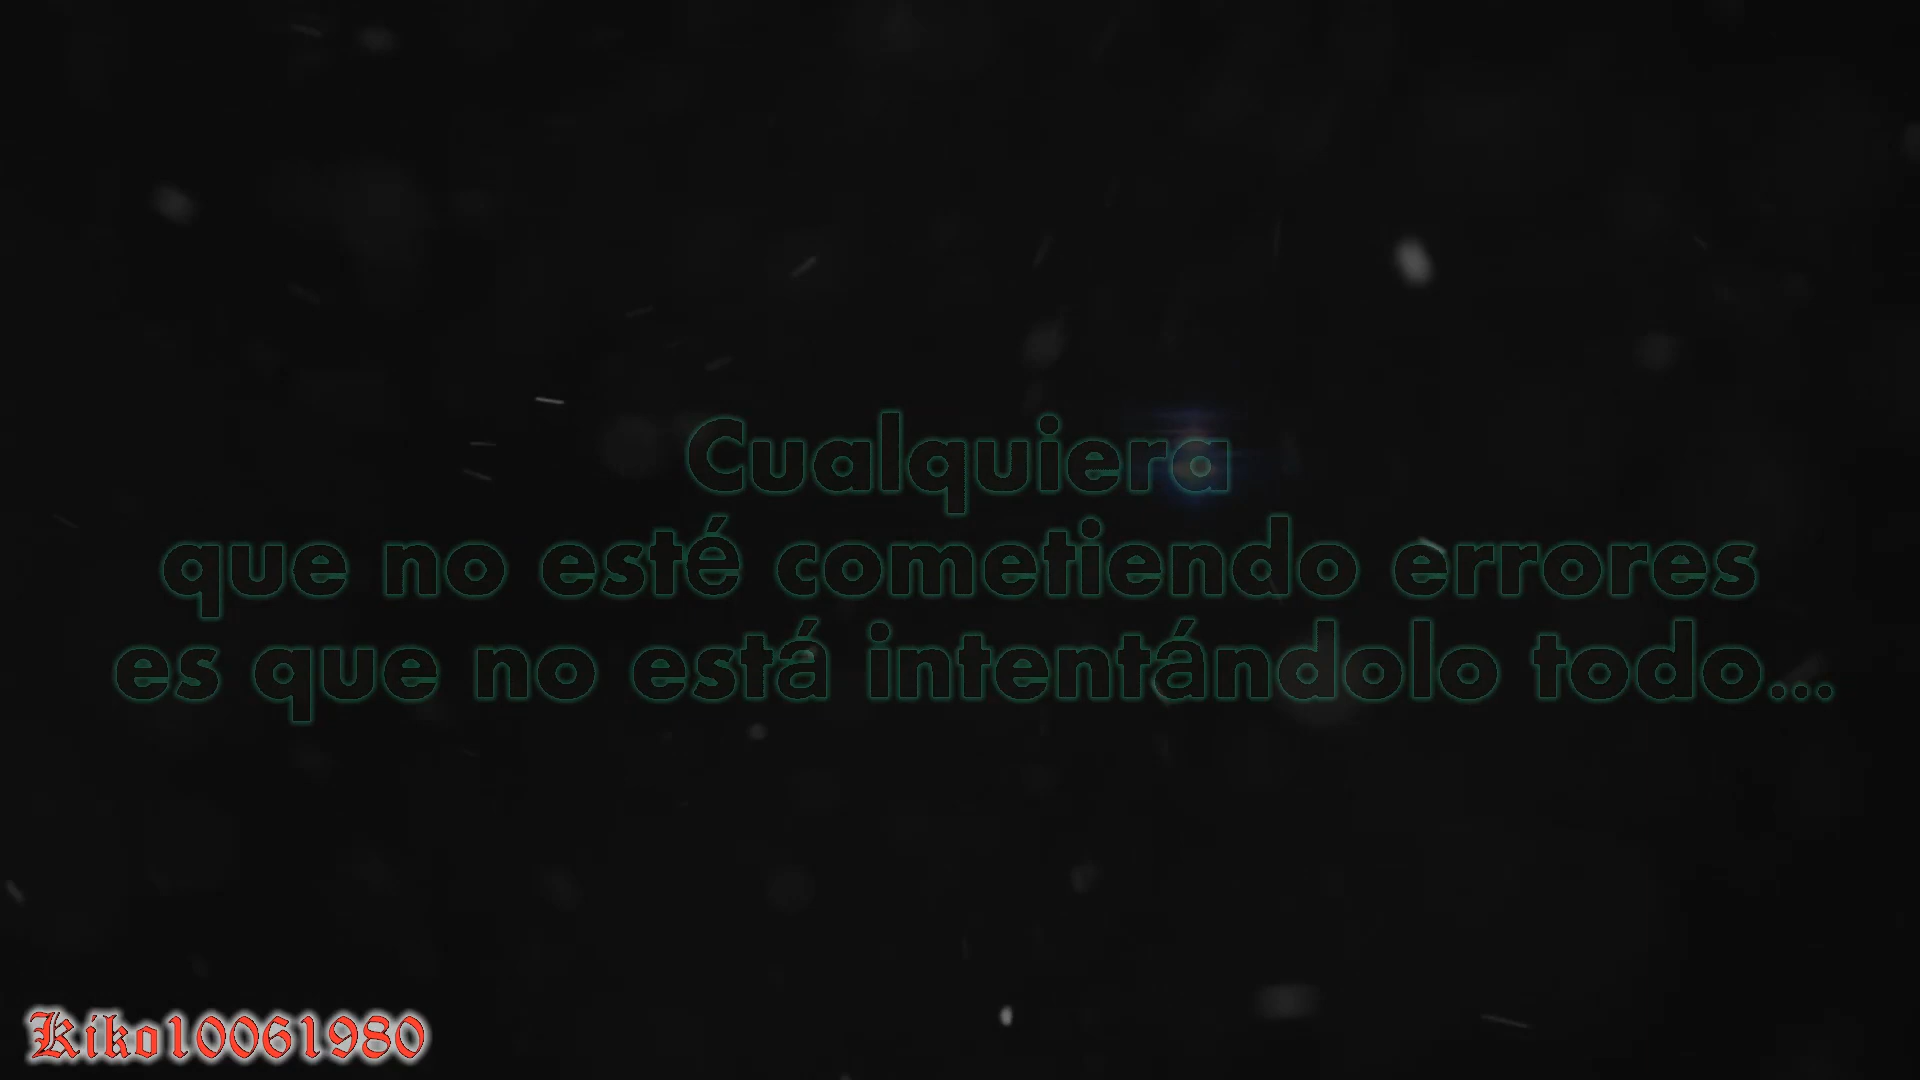 Cualquiera
que no esté cometiendo errores
es que no está intentándolo todo...
Kiko10061980